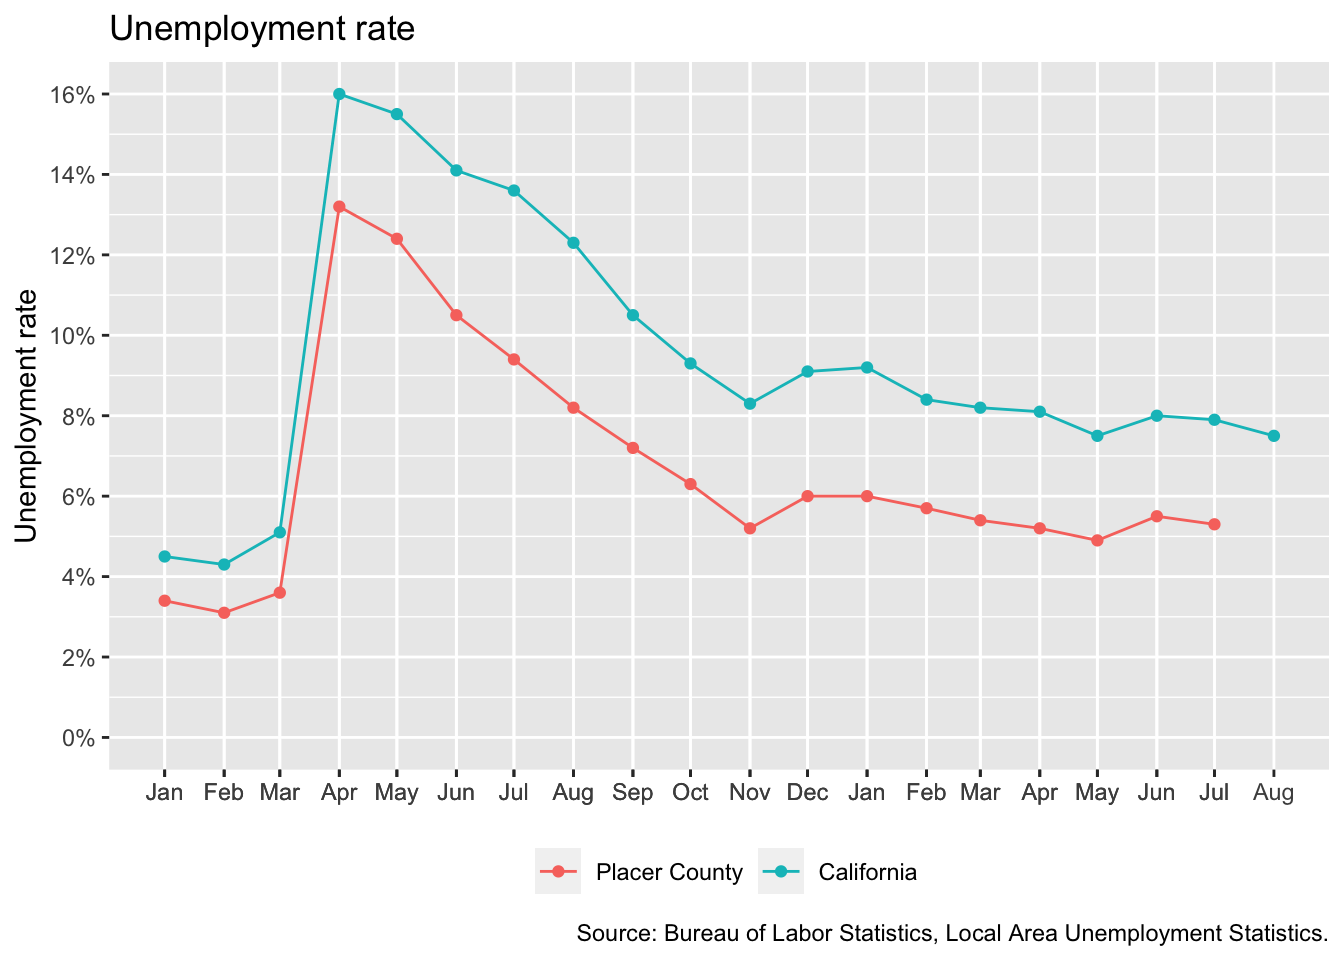 Unemployment rate
Unemployment rate
16%
14%
12%
10%
8%
6%
4%
2%
0%
Jan Feb Mar Apr May Jun Jul Aug Sep Oct Nov Dec Jan Feb Mar Apr May Jun Jul Aug
Placer County California
Source: Bureau of Labor Statistics, Local Area Unemployment Statistics.